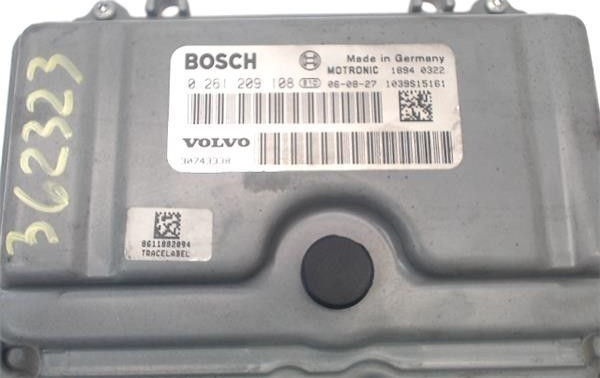 362323
BOSCH
Made in Germany
MOTRONIC 1894 0322
0 261 209 108 06-08-27 1039S15161
VOLVO
30743338
8611082094
TRACELABEL